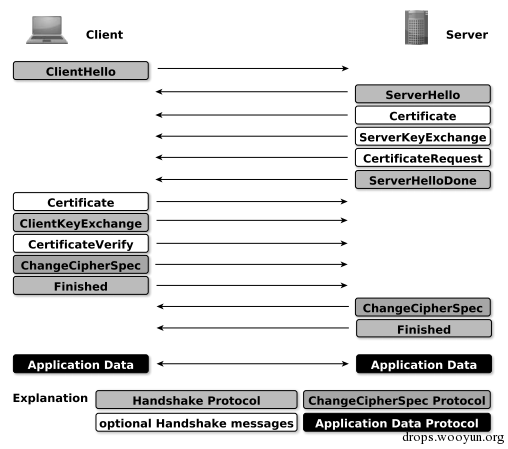 Client Server
ClientHello
ServerHello
Certificate
ServerKeyExchange
CertificateRequest
ServerHelloDone
Certificate
ClientKeyExchange
CertificateVerify
ChangeCipherSpec
Finished
ChangeCipherSpec
Finished
Application Data Application Data
Explanation Handshake Protocol ChangeCipherSpec Protocol
optional Handshake messages Application Data Protocol
drops.wooyun.org